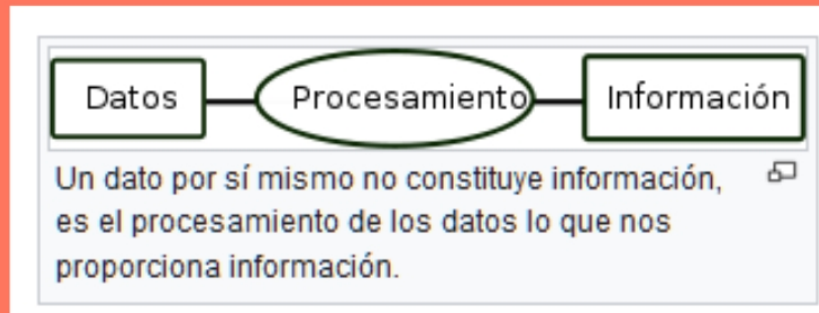 Datos Procesamiento Información
Un dato por sí mismo no constituye información,
es el procesamiento de los datos lo que nos
proporciona información.